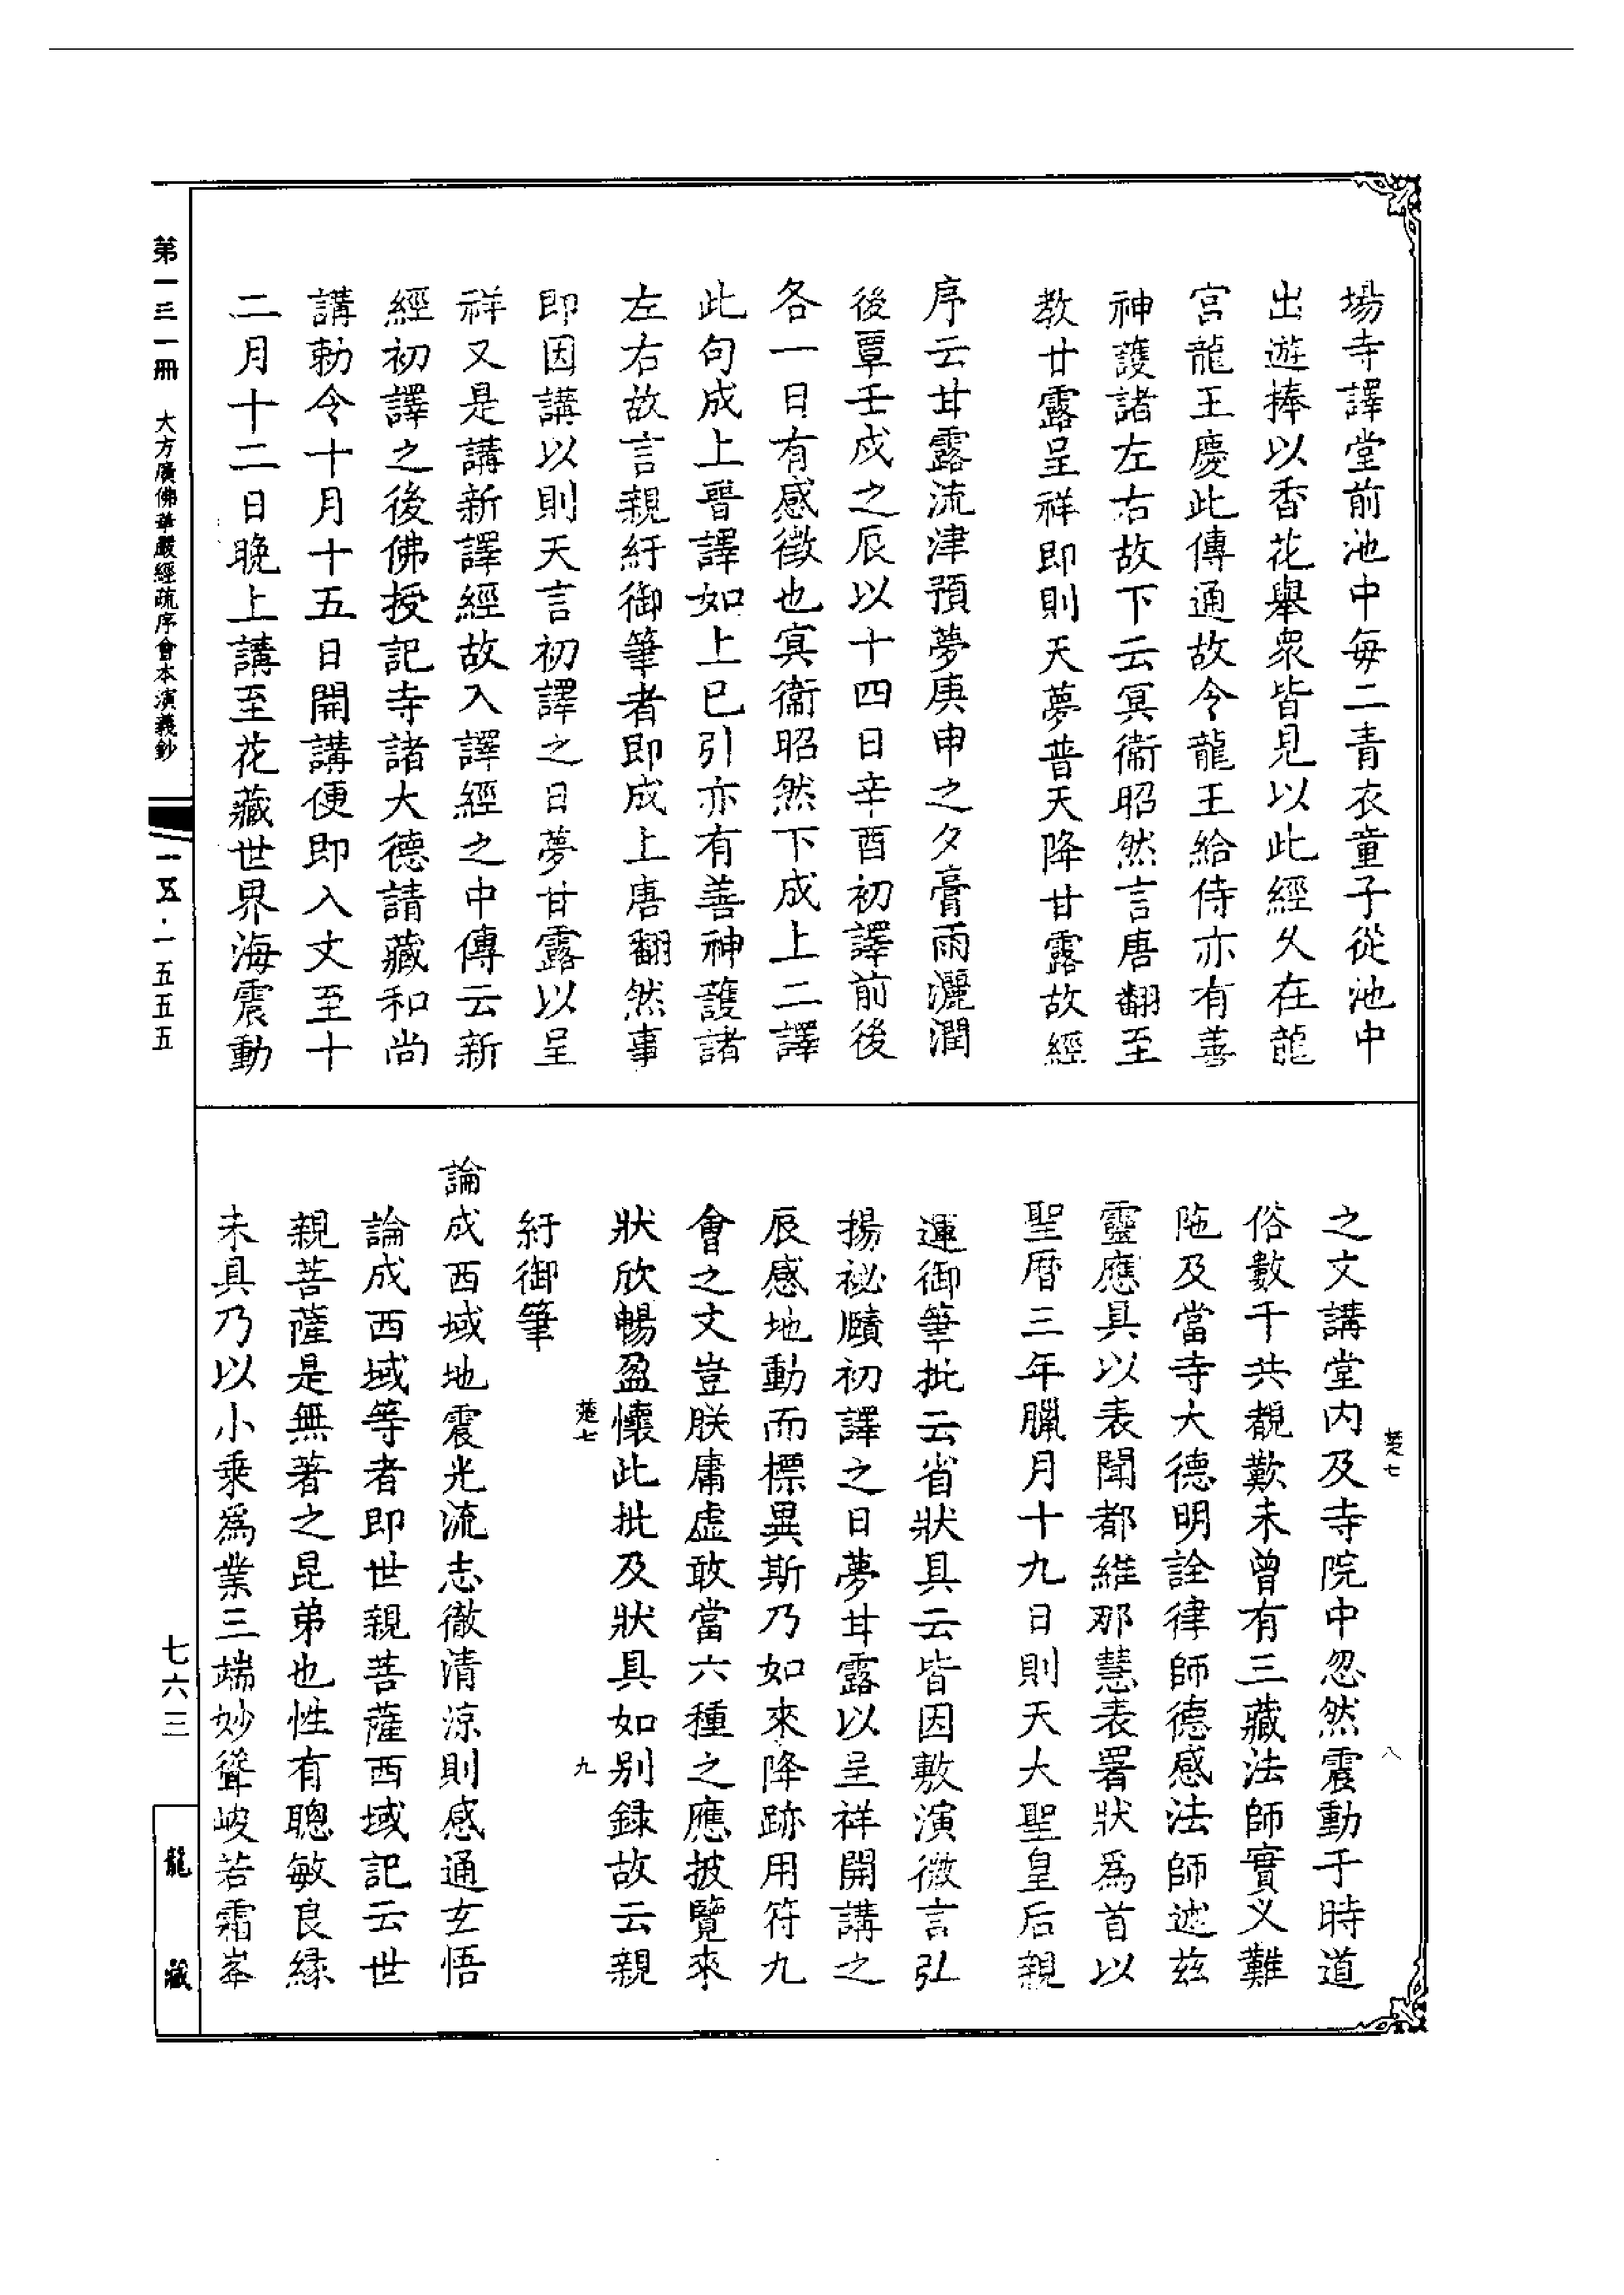 場寺譯堂前池中每二青衣童子從池中
出遊捧以香花舉衆皆見以此經久在龍
宮龍王慶此傳通故令龍王給侍亦有善
神護諸左右故下云冥衞昭然言唐翻至
教甘露呈祥即則天夢普天降甘露故經
序云甘露流津預夢庚申之夕膏雨灑潤
後覃壬戌之辰以十四日辛酉初譯前後
各一日有感徵也冥衞昭然下成上二譯
此句成上晉譯如上已引亦有善神護諸
左右故言親紆御筆者即成上唐翻然事
即因講以則天言初譯之日夢甘露以呈
祥又是講新譯經故入譯經之中傳云新
經初譯之後佛授記寺諸大德請藏和尚
講勅令十月十五日開講便即入文至十
二月十二日晚上講至花藏世界海震動
之文講堂內及寺院中忽然震動于時道
俗數千共覩歎未曾有三藏法師實义難
陁及當寺大德明詮律師德感法師述茲
靈應具以表聞都維那慧表署狀爲首以
聖曆三年臘月十九日則天大聖皇后親
運御筆批云省狀具云皆因敷演微言弘
揚祕賾初譯之日夢甘露以呈祥開講之
辰感地動而標異斯乃如來降跡用符九
會之文豈朕庸虛敢當六種之應披覽來
狀欣暢盈懷此批及狀具如別録故云親
紆御筆
論成西域地震光流志徹清涼則感通玄悟
論成西域等者即世親菩薩西域記云世
親菩薩是無著之昆弟也性有聰敏良縁
未具乃以小乘爲業三端妙聳峻若霜峯
楚七
八
楚七
九
第一三一冊
大方廣佛華嚴經疏序會本演義鈔
一五·一五五五
七六三
龍藏